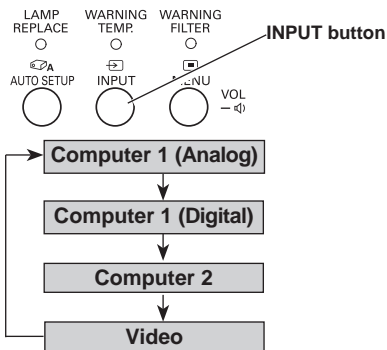 LAMP REPLACE
WARNING TEMP.
WARNING FILTER
INPUT button
A
AUTO SETUP
INPUT
MENU
VOL
–
Computer 1 (Analog)
Computer 1 (Digital)
Computer 2
Video